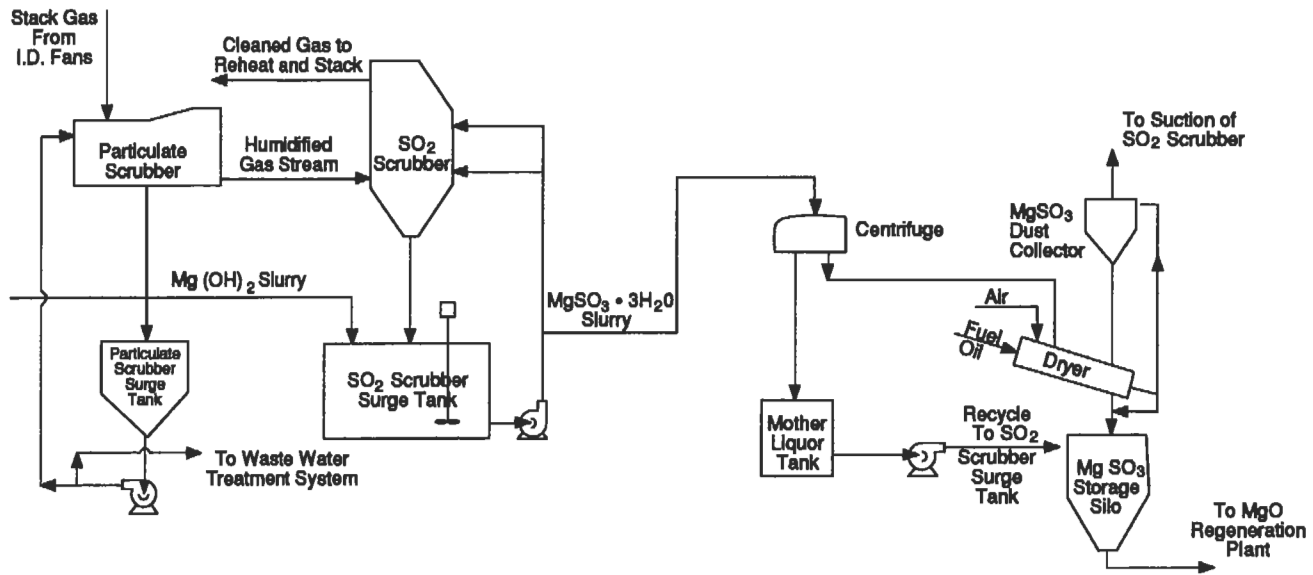 Stack Gas
From
I.D. Fans
Cleaned Gas to
Reheat and Stack
Particulate
Scrubber
Humidified
Gas Stream
SO2
Scrubber
Mg (OH) 2 Slurry
Particulate
Scrubber
Surge
Tank
SO2 Scrubber
Surge Tank
To Waste Water
Treatment System
MgSO3 • 3H20
Slurry
Centrifuge
Mother
Liquor
Tank
Recycle
To SO2
Scrubber
Surge
Tank
To Suction of
SO2 Scrubber
MgSO3
Dust
Collector
Air
Fuel
Oil
Dryer
Mg SO3
Storage
Silo
To MgO
Regeneration
Plant